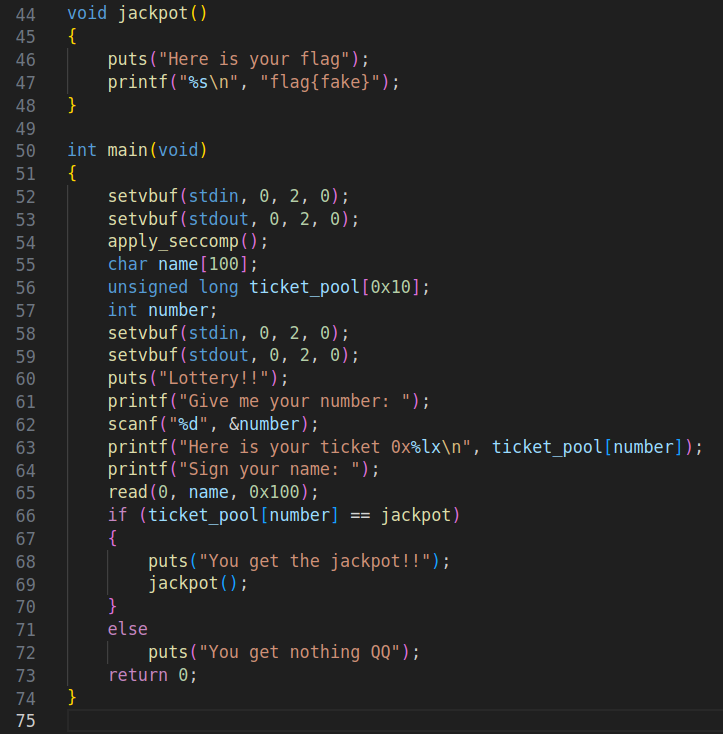 44 void jackpot()
45 {
46     puts("Here is your flag");
47     printf("%s\n", "flag{fake}");
48 }
49
50 int main(void)
51 {
52     setvbuf(stdin, 0, 2, 0);
53     setvbuf(stdout, 0, 2, 0);
54     apply_seccomp();
55     char name[100];
56     unsigned long ticket_pool[0x10];
57     int number;
58     setvbuf(stdin, 0, 2, 0);
59     setvbuf(stdout, 0, 2, 0);
60     puts("Lottery!!");
61     printf("Give me your number: ");
62     scanf("%d", &number);
63     printf("Here is your ticket 0x%lx\n", ticket_pool[number]);
64     printf("Sign your name: ");
65     read(0, name, 0x100);
66     if (ticket_pool[number] == jackpot)
67     {
68         puts("You get the jackpot!!");
69         jackpot();
70     }
71     else
72         puts("You get nothing QQ");
73     return 0;
74 }
75